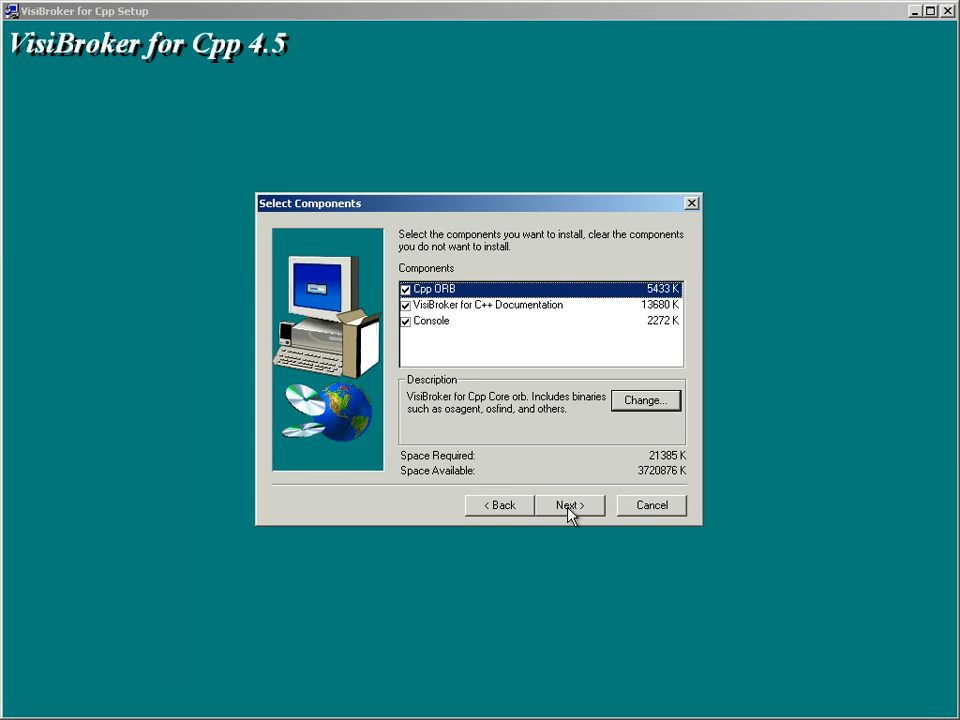 VisiBroker for Cpp Setup
VisiBroker for Cpp 4.5
Select Components
Select the components you want to install, clear the components
you do not want to install.
Components
Cpp ORB 5433 K
VisiBroker for C++ Documentation 13680 K
Console 2272 K
Description
VisiBroker for Cpp Core orb. Includes binaries
such as osagent, osfind, and others.
Change...
Space Required: 21385 K
Space Available: 3720876 K
< Back Next > Cancel